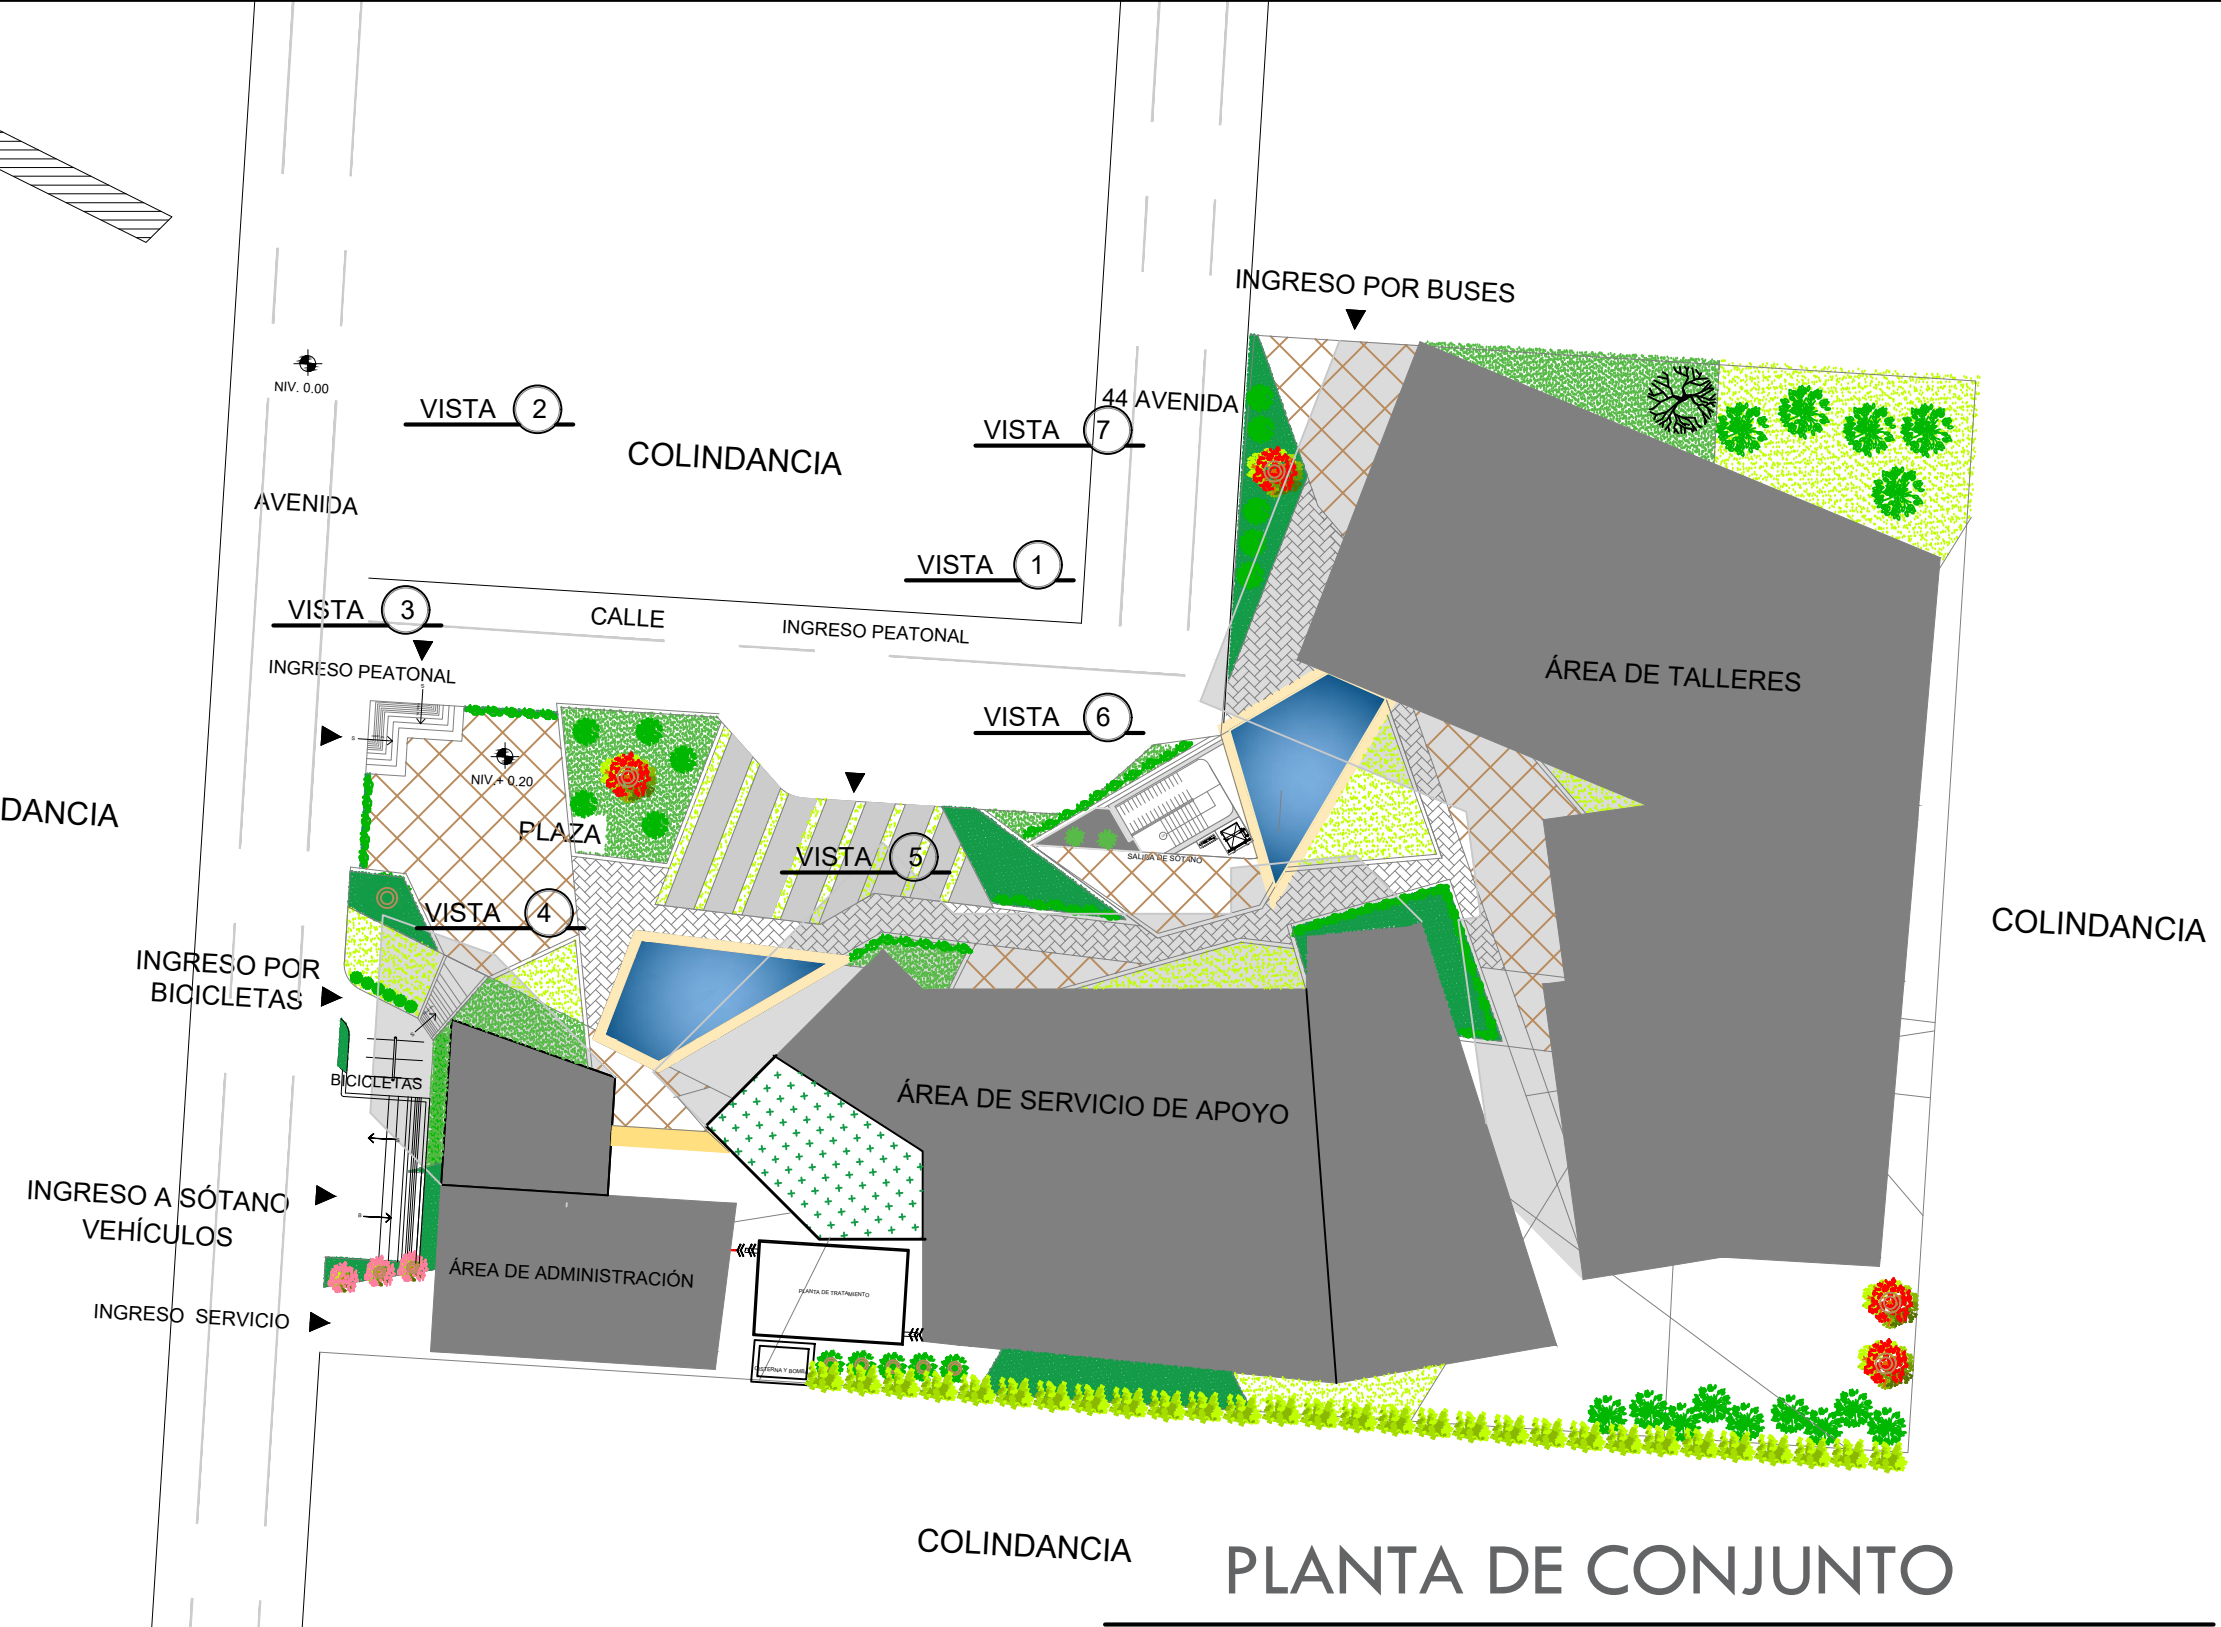 INGRESO POR BUSES
NIV. 0.00
VISTA 2
44 AVENIDA
VISTA 7
COLINDANCIA
AVENIDA
VISTA 1
VISTA 3
CALLE
INGRESO PEATONAL
INGRESO PEATONAL
S
ÁREA DE TALLERES
VISTA 6
S
NIV.+ 0.20
DANCIA
PLAZA
VISTA 5
SALIDA DE SÓTANO
VISTA 4
COLINDANCIA
INGRESO POR
BICICLETAS
S
BICICLETAS
ÁREA DE SERVICIO DE APOYO
INGRESO A SÓTANO
VEHÍCULOS
S
ÁREA DE ADMINISTRACIÓN
PLANTA DE TRATAMIENTO
INGRESO SERVICIO
CISTERNA Y BOMBA
COLINDANCIA
PLANTA DE CONJUNTO